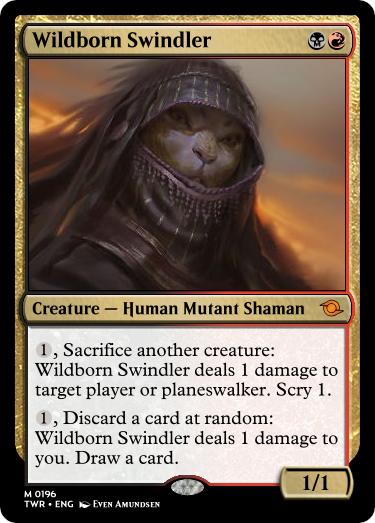 Wildborn Swindler
Creature — Human Mutant Shaman
1, Sacrifice another creature:
Wildborn Swindler deals 1 damage to
target player or planeswalker. Scry 1.
1, Discard a card at random:
Wildborn Swindler deals 1 damage to
you. Draw a card.
1/1
M 0196
TWR • ENG Even Amundsen